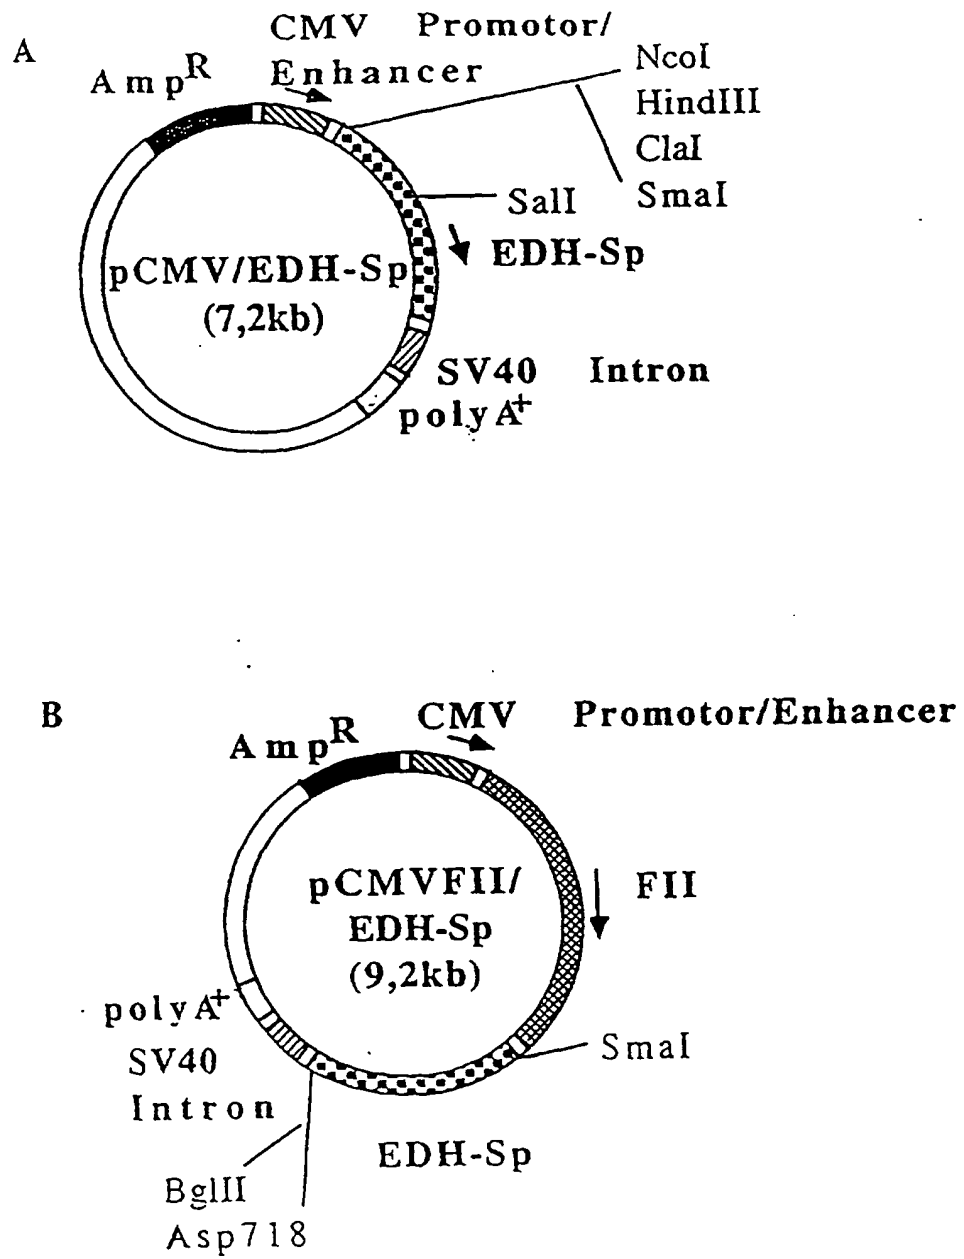 A
CMV Promotor/
Enhancer
AmpR
NcoI
HindIII
ClaI
SmaI
SalI
EDH-Sp
pCMV/EDH-Sp
(7,2kb)
SV40 Intron
polyA+
B
CMV Promotor/Enhancer
AmpR
pCMVFII/
EDH-Sp
(9,2kb)
FII
polyA+
SV40
Intron
SmaI
EDH-Sp
BglII
Asp718